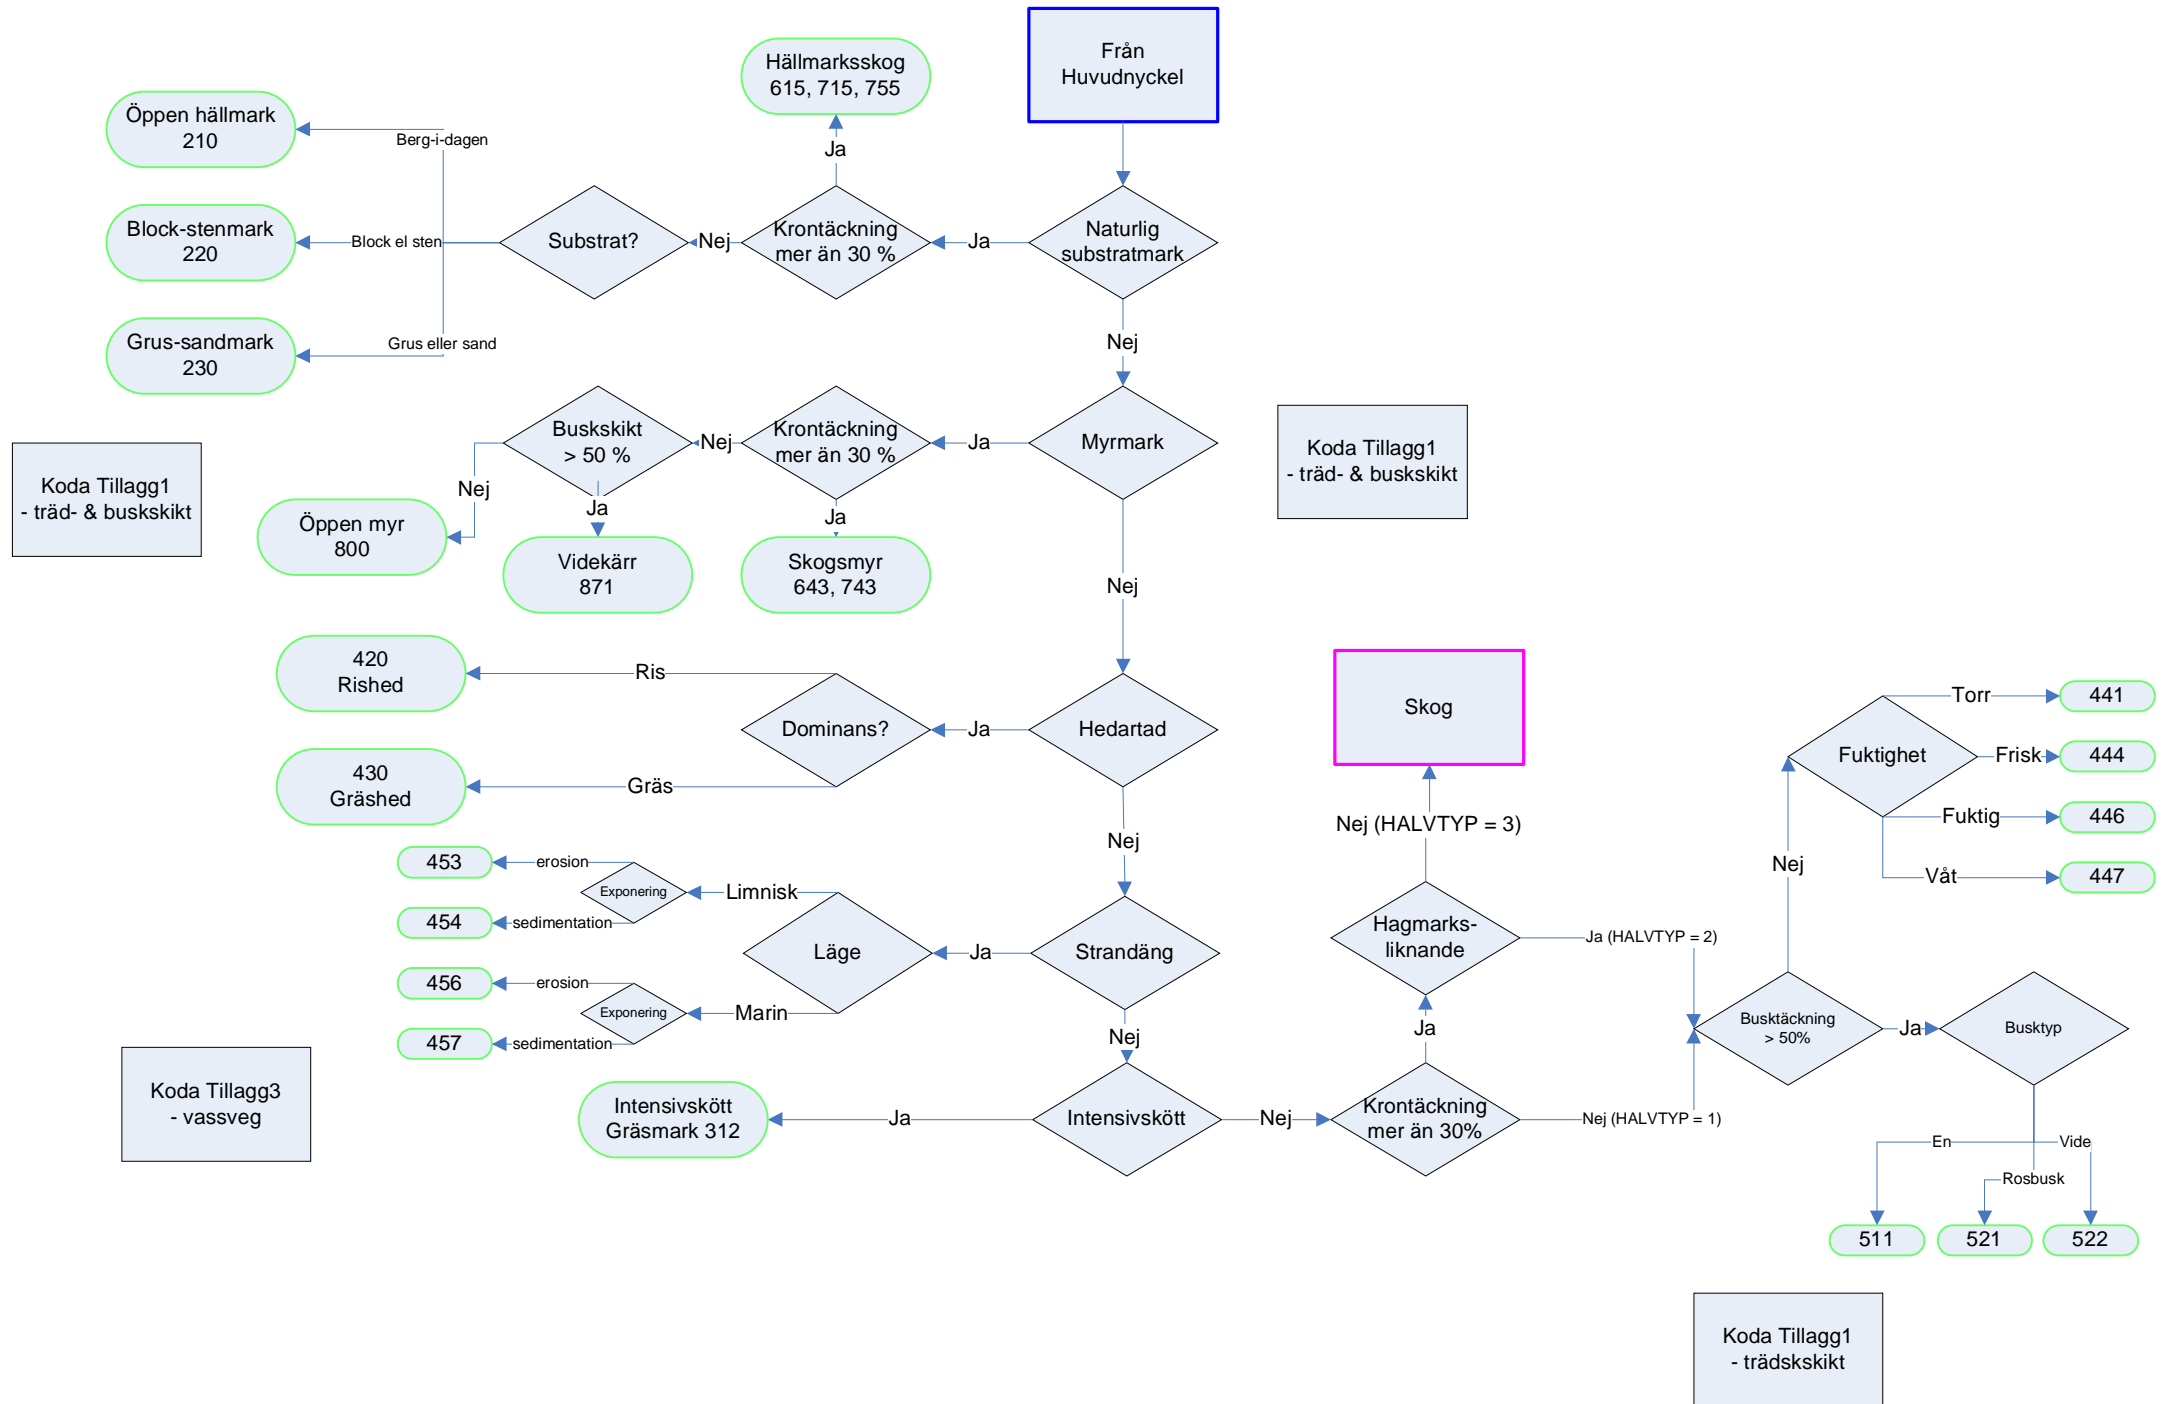 Från
Huvudnyckel
Hällmarksskog
615, 715, 755
Ja
Öppen hällmark
210
Berg-i-dagen
Block-stenmark
220
Block el sten
Substrat?
Nej
Krontäckning
mer än 30 %
Ja
Naturlig
substratmark
Grus-sandmark
230
Grus eller sand
Nej
Buskskikt
> 50 %
Nej
Krontäckning
mer än 30 %
Ja
Myrmark
Koda Tillagg1
- träd- & buskskikt
Koda Tillagg1
- träd- & buskskikt
Nej
Ja
Ja
Öppen myr
800
Videkärr
871
Skogsmyr
643, 743
Nej
420
Rished
Ris
Dominans?
Ja
Hedartad
430
Gräshed
Gräs
Nej
Skog
Nej (HALVTYP = 3)
Fuktighet
Torr
441
Frisk
444
Fuktig
446
Våt
447
Nej
453
erosion
Exponering
454
sedimentation
Limnisk
Läge
Ja
Strandäng
456
erosion
Exponering
457
sedimentation
Marin
Nej
Hagmarks-
liknande
Ja (HALVTYP = 2)
Ja
Busktäckning
> 50%
Ja
Busktyp
Koda Tillagg3
- vassveg
Intensivskött
Gräsmark 312
Ja
Intensivskött
Nej
Krontäckning
mer än 30%
Nej (HALVTYP = 1)
En
Vide
Rosbusk
511
521
522
Koda Tillagg1
- trädskskikt